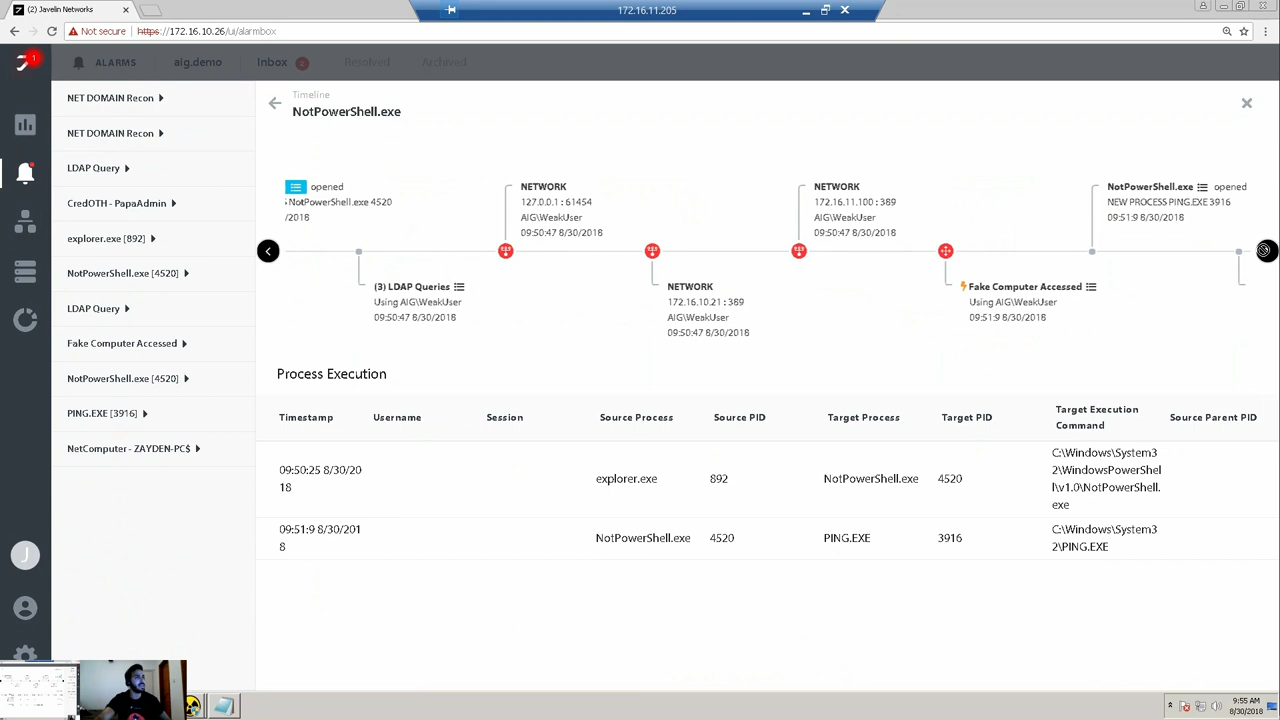 (2) Javelin Networks
172.16.11.205
Not secure
https://172.16.10.26/ui/alarmbox
1
ALARMS
aig.demo
Inbox
2
Resolved
Archived
NET DOMAIN Recon
NET DOMAIN Recon
LDAP Query
CredOTH - PapaAdmin
explorer.exe [892]
NotPowerShell.exe [4520]
LDAP Query
Fake Computer Accessed
NotPowerShell.exe [4520]
PING.EXE [3916]
NetComputer - ZAYDEN-PC$
J
Timeline
NotPowerShell.exe
opened
NotPowerShell.exe 4520
/2018
NETWORK
127.0.0.1 : 61454
AIG\WeakUser
09:50:47 8/30/2018
NETWORK
172.16.11.100 : 389
AIG\WeakUser
09:50:47 8/30/2018
NotPowerShell.exe opened
NEW PROCESS PING.EXE 3916
09:51:9 8/30/2018
(3) LDAP Queries
Using AIG\WeakUser
09:50:47 8/30/2018
NETWORK
172.16.10.21 : 389
AIG\WeakUser
09:50:47 8/30/2018
Fake Computer Accessed
Using AIG\WeakUser
09:51:9 8/30/2018
Process Execution
Timestamp Username Session Source Process Source PID Target Process Target PID Target Execution Source Parent PID
Command
09:50:25 8/30/20
18
explorer.exe
892
NotPowerShell.exe
4520
C:\Windows\System3
2\WindowsPowerShel
l\v1.0\NotPowerShell.
exe
09:51:9 8/30/201
8
NotPowerShell.exe
4520
PING.EXE
3916
C:\Windows\System3
2\PING.EXE
9:55 AM
8/30/2018